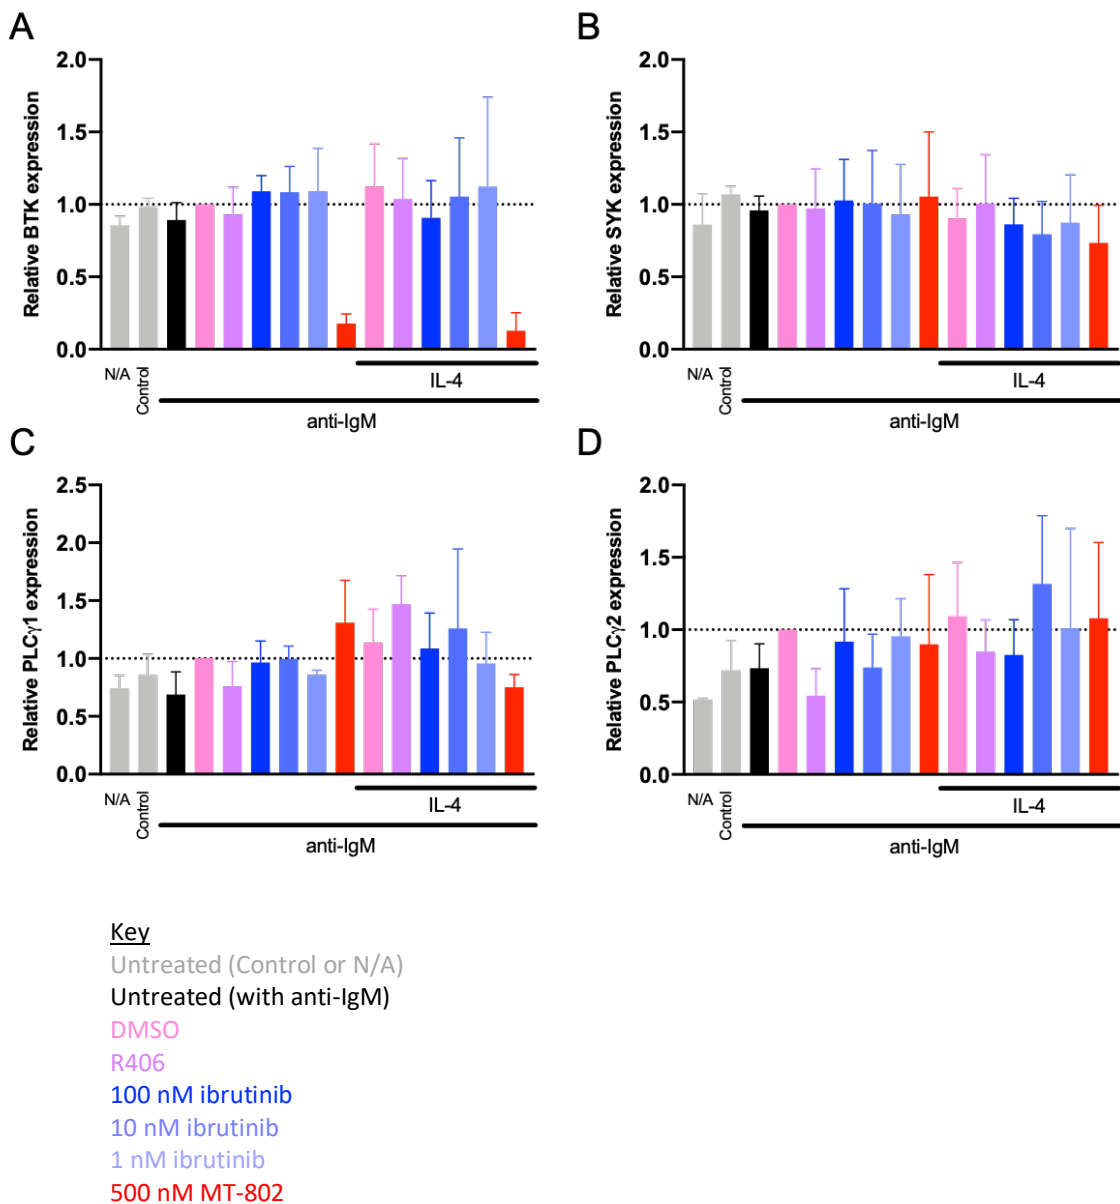 A
Relative BTK expression
2.0
1.5
1.0
0.5
0.0
N/A
Control
IL-4
anti-IgM
B
Relative SYK expression
2.0
1.5
1.0
0.5
0.0
N/A
Control
IL-4
anti-IgM
C
Relative PLCγ1 expression
2.5
2.0
1.5
1.0
0.5
0.0
N/A
Control
IL-4
anti-IgM
D
Relative PLCγ2 expression
2.0
1.5
1.0
0.5
0.0
N/A
Control
IL-4
anti-IgM
Key
Untreated (Control or N/A)
Untreated (with anti-IgM)
DMSO
R406
100 nM ibrutinib
10 nM ibrutinib
1 nM ibrutinib
500 nM MT-802